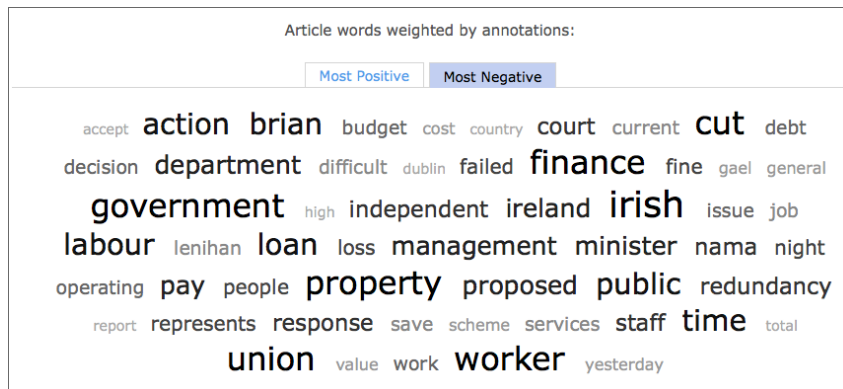 Article words weighted by annotations:
Most Positive Most Negative
accept action brian budget cost country court current cut debt
decision department difficult dublin failed finance fine gael general
government high independent ireland irish issue job
labour lenihan loan loss management minister nama night
operating pay people property proposed public redundancy
report represents response save scheme services staff time total
union value work worker yesterday